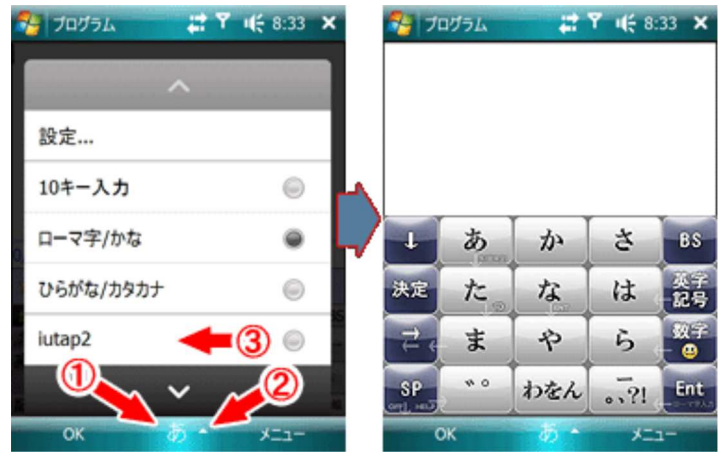 プログラム 8:33
設定...
10キー入力
ローマ字/かな
ひらがな/カタカナ
iutap2
③
①
②
OK あ メニュー
プログラム 8:33
あ か さ BS
決定 た な は 英字
記号
ま や ら 数字
SP ゛゜ わをん 。、?! Ent
OK あ メニュー